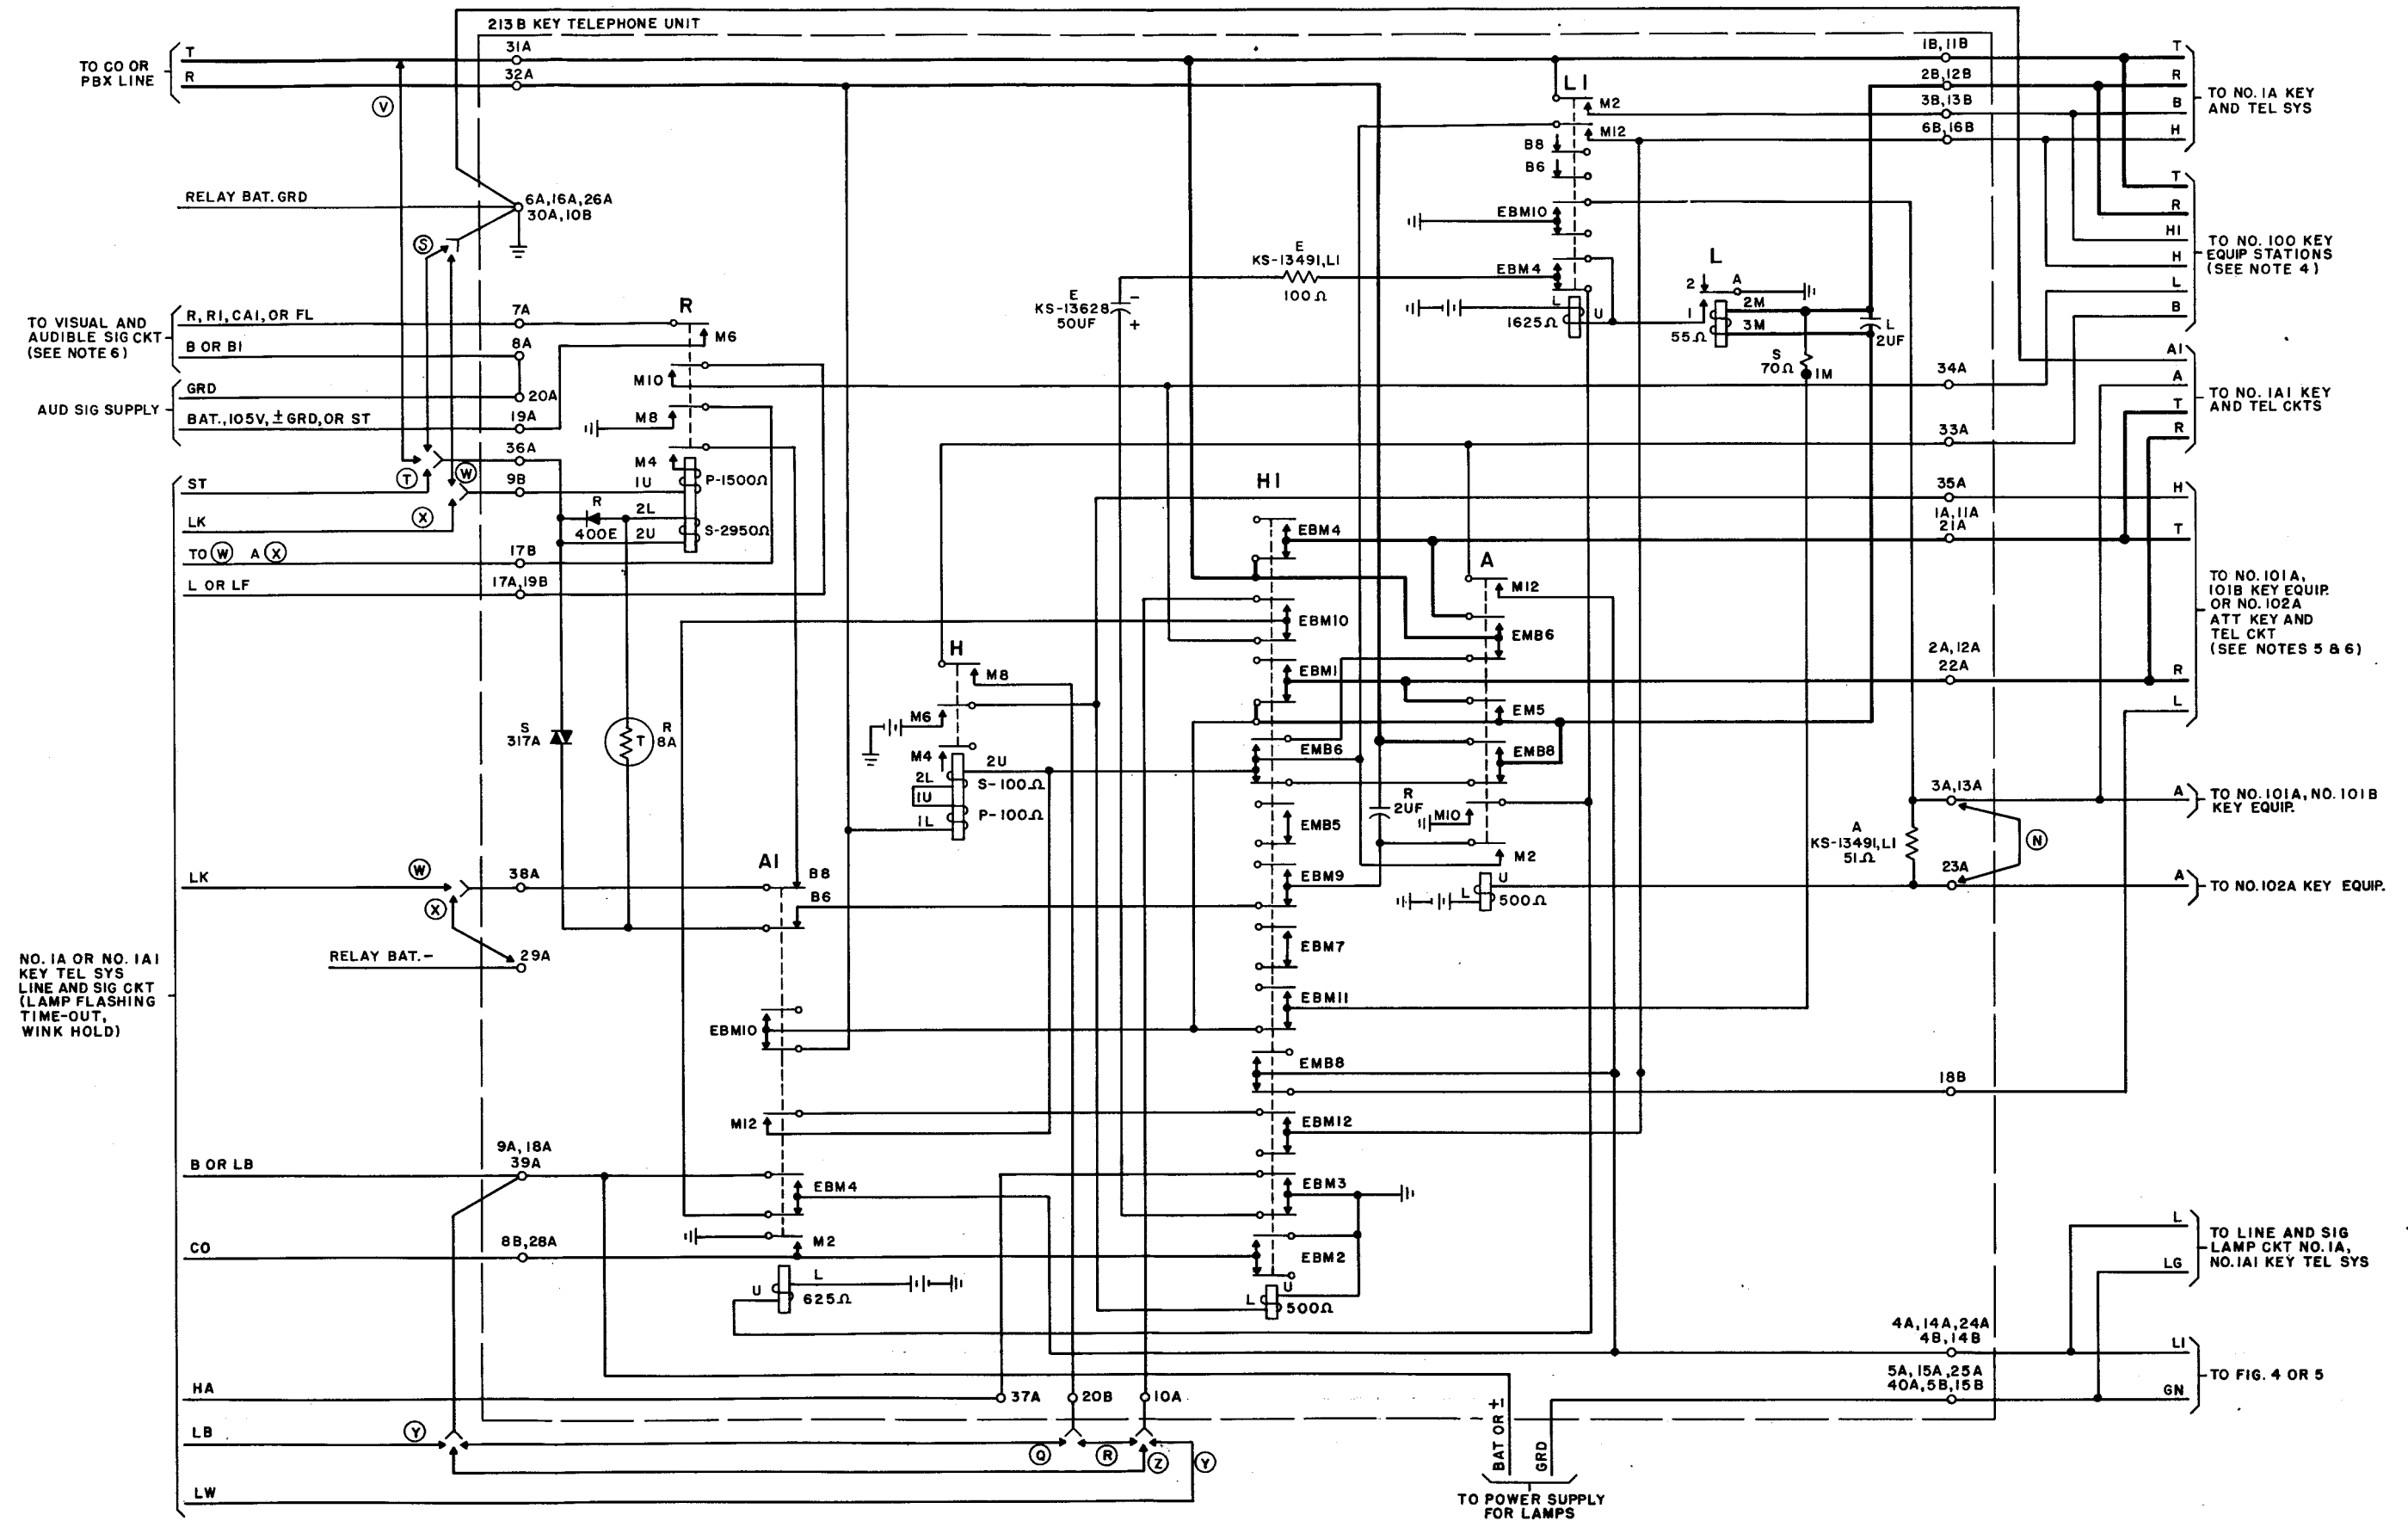 213B KEY TELEPHONE UNIT
TO CO OR
PBX LINE
T
R
31A
32A
V
RELAY BAT. GRD
6A,16A,26A
30A,10B
S
TO VISUAL AND
AUDIBLE SIG CKT
(SEE NOTE 6)
R, R1, CA1, OR FL
B OR B1
7A
8A
AUD SIG SUPPLY
GRD
BAT.,105V, ± GRD, OR ST
20A
19A
36A
T
W
9B
ST
X
LK
TO W A X
17B
L OR LF
17A,19B
R
M6
M10
M8
M4
P-1500Ω
1U
R
400E
2L
2U
S-2950Ω
S
317A
T
R
8A
NO. 1A OR NO. 1A1
KEY TEL SYS
LINE AND SIG CKT
(LAMP FLASHING
TIME-OUT,
WINK HOLD)
LK
W
38A
X
RELAY BAT.-
29A
B OR LB
9A,18A
39A
CO
8B,28A
HA
37A
20B
10A
LB
Y
Q
R
Z
Y
LW
A1
B8
B6
EBM10
M12
EBM4
M2
U
L
625Ω
H
M8
M6
M4
2U
2L
S-100Ω
1U
P-100Ω
1L
E
KS-13628
50UF
-
+
E
KS-13491,L1
100Ω
L1
M2
M12
B8
B6
EBM10
EBM4
L
U
1625Ω
L
2
A
1
2M
3M
55Ω
L
2UF
S
70Ω
1M
H1
EBM4
EBM10
EBM1
EMB6
EMB5
EBM9
EBM7
EBM11
EMB8
EBM12
EBM3
EBM2
L
U
500Ω
A
M12
EMB6
EM5
EMB8
M10
M2
U
L
500Ω
R
2UF
A
KS-13491,L1
51Ω
1B,11B
2B,12B
3B,13B
6B,16B
34A
33A
35A
1A,11A
21A
2A,12A
22A
3A,13A
23A
N
18B
4A,14A,24A
4B,14B
5A,15A,25A
40A,5B,15B
T
R
B
H
TO NO.1A KEY
AND TEL SYS
T
R
H1
H
L
B
TO NO. 100 KEY
EQUIP STATIONS
(SEE NOTE 4)
A1
A
T
R
TO NO.1A1 KEY
AND TEL CKTS
H
T
R
L
TO NO.101A,
101B KEY EQUIP.
OR NO.102A
ATT KEY AND
TEL CKT
(SEE NOTES 5 & 6)
A
TO NO.101A, NO.101B
KEY EQUIP.
A
TO NO.102A KEY EQUIP.
L
LG
TO LINE AND SIG
LAMP CKT NO.1A,
NO.1A1 KEY TEL SYS
L1
GN
TO FIG. 4 OR 5
BAT OR ±
GRD
TO POWER SUPPLY
FOR LAMPS